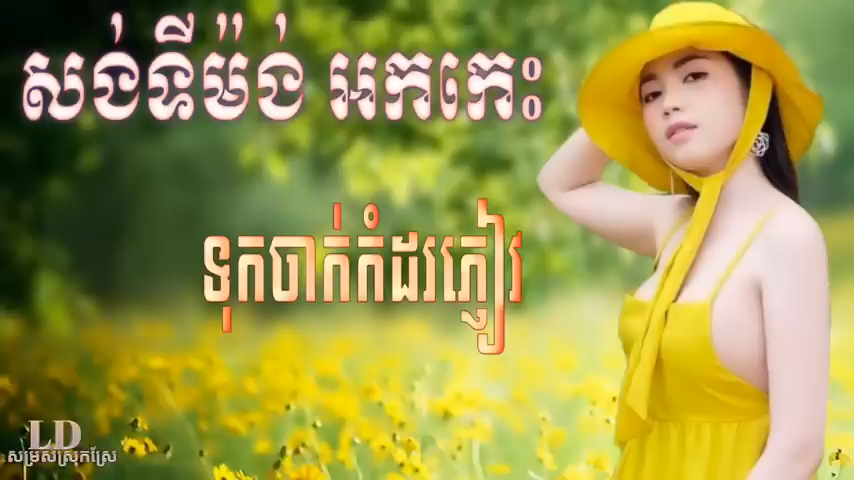 សង់ទីម៉ង់ អកកេះ
ទុកចាក់កំដរភ្ញៀវ
LD
សម្រស់ស្រុកស្រែ